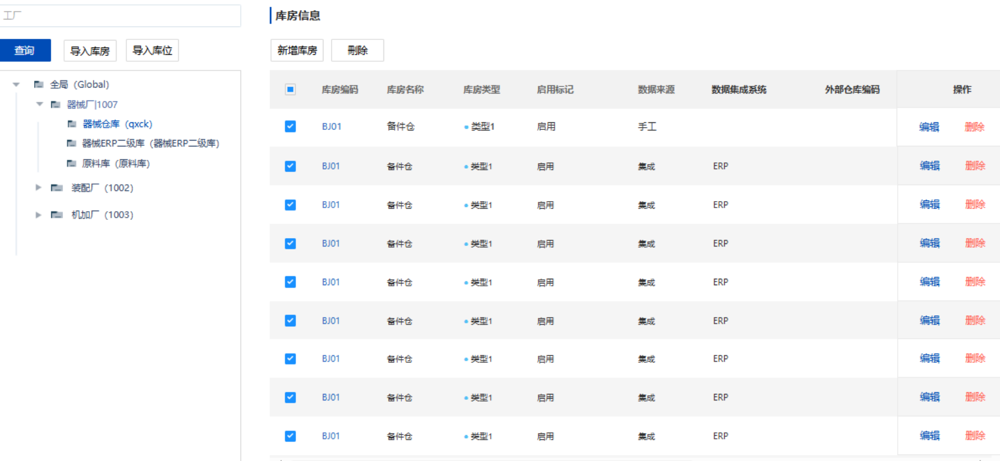 工厂
查询 导入库房 导入库位
全局 (Global)
器械厂|1007
器械仓库 (qxck)
器械ERP二级库 (器械ERP二级库)
原料库 (原料库)
装配厂 (1002)
机加厂 (1003)
库房信息
新增库房 删除
库房编码 库房名称 库房类型 启用标记 数据来源 数据集成系统 外部仓库编码 操作
BJ01 备件仓 类型1 启用 手工 编辑 删除
BJ01 备件仓 类型1 启用 集成 ERP 编辑 删除
BJ01 备件仓 类型1 启用 集成 ERP 编辑 删除
BJ01 备件仓 类型1 启用 集成 ERP 编辑 删除
BJ01 备件仓 类型1 启用 集成 ERP 编辑 删除
BJ01 备件仓 类型1 启用 集成 ERP 编辑 删除
BJ01 备件仓 类型1 启用 集成 ERP 编辑 删除
BJ01 备件仓 类型1 启用 集成 ERP 编辑 删除
BJ01 备件仓 类型1 启用 集成 ERP 编辑 删除